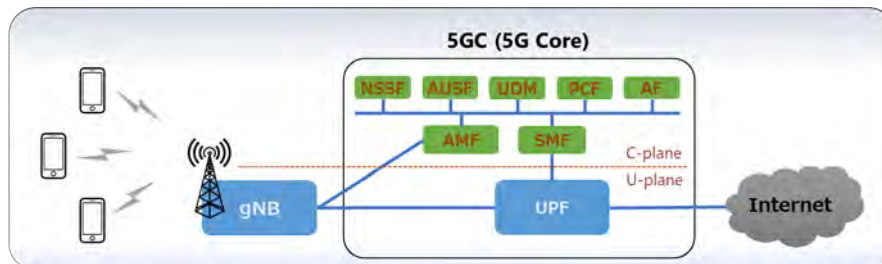 5GC (5G Core)
NSSF AUSF UDM PCF AF
AMF SMF
C-plane
U-plane
gNB UPF Internet